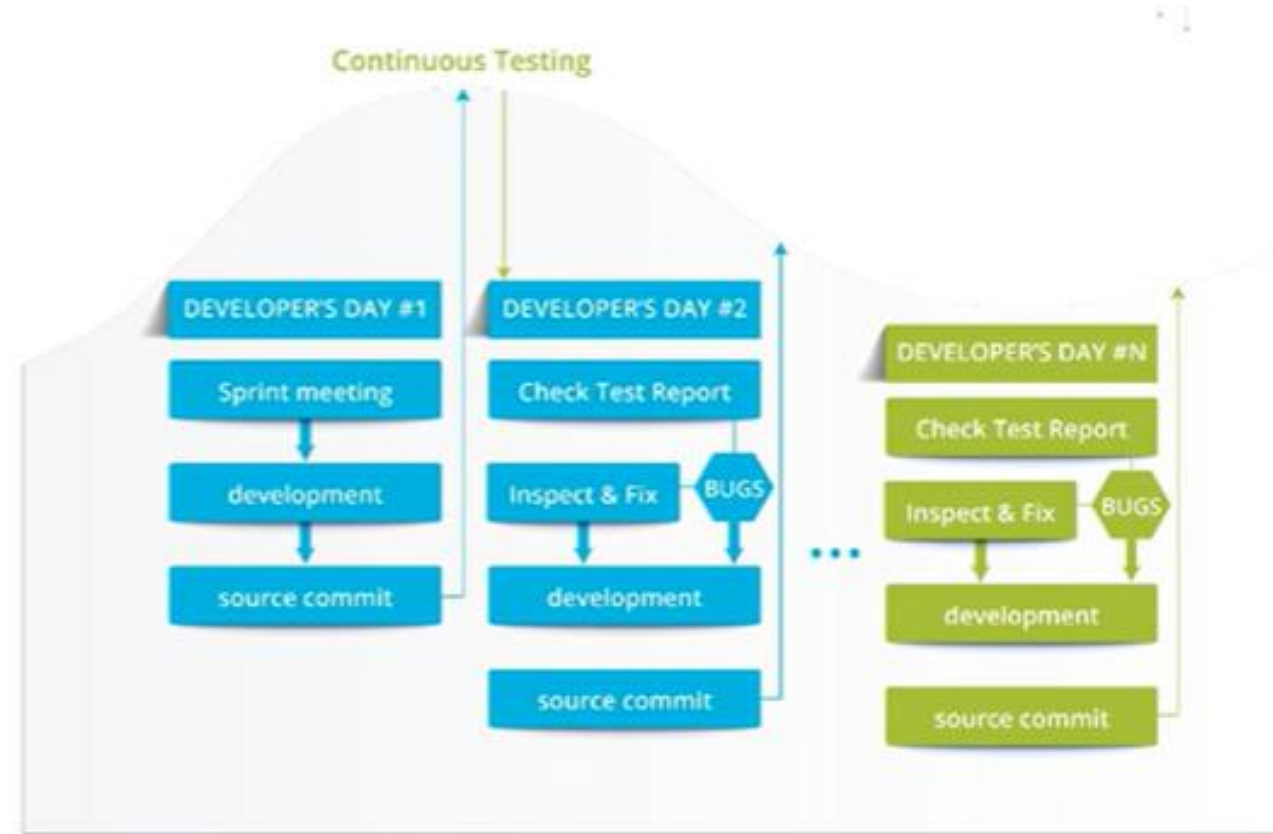 Continuous Testing
DEVELOPER'S DAY #1
Sprint meeting
development
source commit
DEVELOPER'S DAY #2
Check Test Report
Inspect & Fix
BUGS
development
source commit
DEVELOPER'S DAY #N
Check Test Report
Inspect & Fix
BUGS
development
source commit